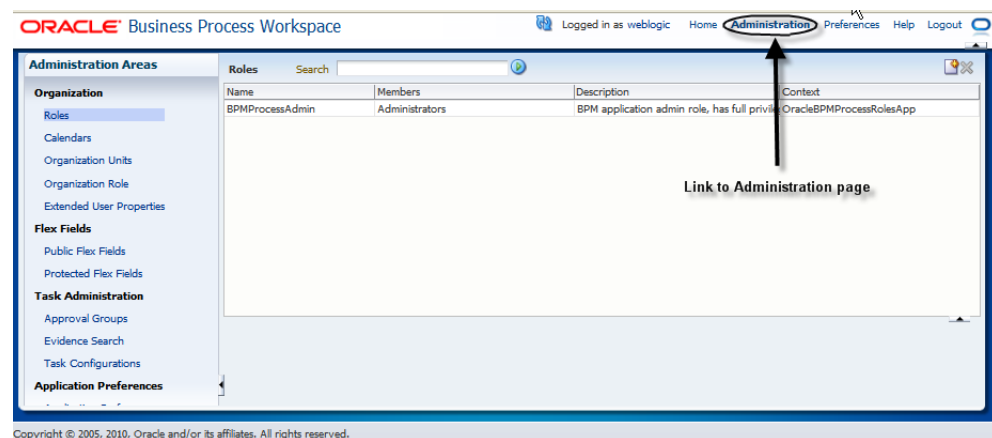 ORACLE Business Process Workspace
Logged in as weblogic Home Administration Preferences Help Logout
Administration Areas
Organization
Roles
Calendars
Organization Units
Organization Role
Extended User Properties
Flex Fields
Public Flex Fields
Protected Flex Fields
Task Administration
Approval Groups
Evidence Search
Task Configurations
Application Preferences
Roles Search
Name Members Description Context
BPMProcessAdmin Administrators BPM application admin role, has full OracleBPMProcessRolesApp
Link to Administration page
Copyright © 2005, 2010, Oracle and/or its affiliates. All rights reserved.